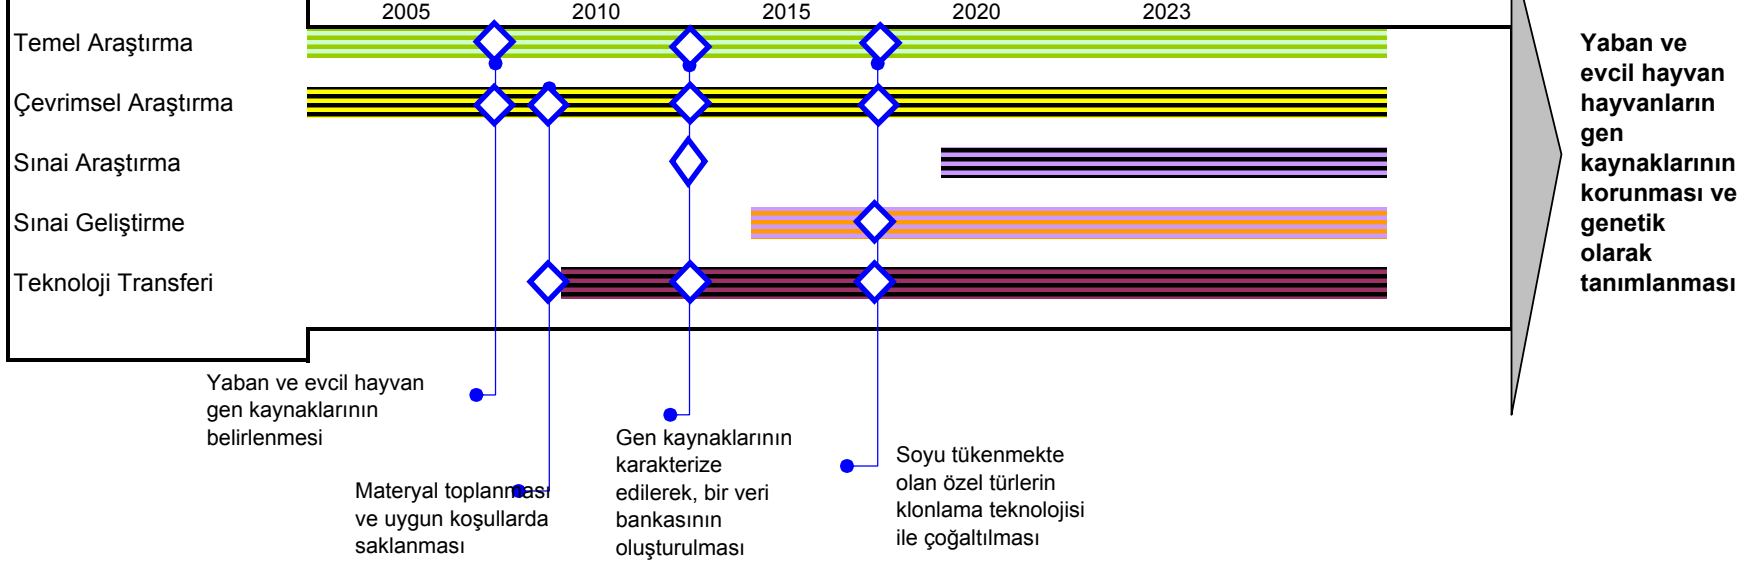 2005 2010 2015 2020 2023
Temel Araştırma
Çevrimsel Araştırma
Sınai Araştırma
Sınai Geliştirme
Teknoloji Transferi
Yaban ve
evcil hayvan
hayvanların
gen
kaynaklarının
korunması ve
genetik
olarak
tanımlanması
Yaban ve evcil hayvan
gen kaynaklarının
belirlenmesi
Materyal toplanması
ve uygun koşullarda
saklanması
Gen kaynaklarının
karakterize
edilerek, bir veri
bankasının
oluşturulması
Soyu tükenmekte
olan özel türlerin
klonlama teknolojisi
ile çoğaltılması